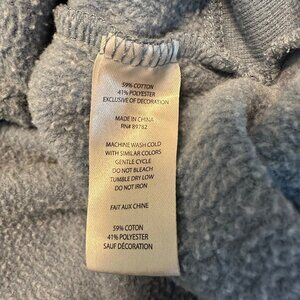 59% COTTON
41% POLYESTER
EXCLUSIVE OF DECORATION
MADE IN CHINA
RN# 89782
MACHINE WASH COLD
WITH SIMILAR COLORS
GENTLE CYCLE
DO NOT BLEACH
TUMBLE DRY LOW
DO NOT IRON
FAIT AUX CHINE
59% COTON
41% POLYESTER
SAUF DÉCORATION